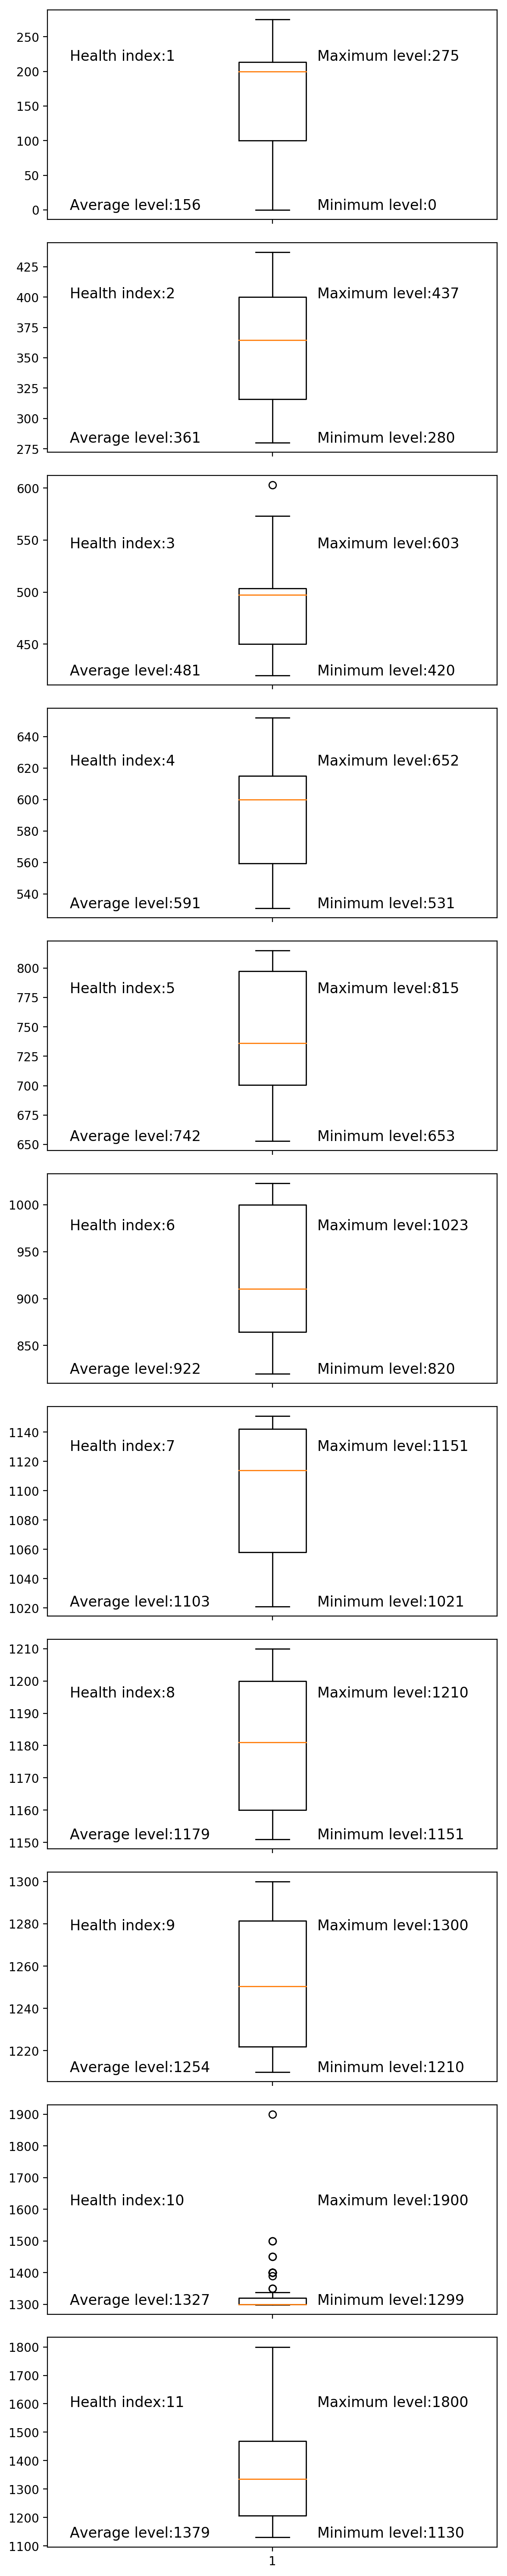 250
200
150
100
50
0
Health index:1
Maximum level:275
Average level:156
Minimum level:0
425
400
375
350
325
300
275
Health index:2
Maximum level:437
Average level:361
Minimum level:280
600
550
500
450
Health index:3
Maximum level:603
Average level:481
Minimum level:420
640
620
600
580
560
540
Health index:4
Maximum level:652
Average level:591
Minimum level:531
800
775
750
725
700
675
650
Health index:5
Maximum level:815
Average level:742
Minimum level:653
1000
950
900
850
Health index:6
Maximum level:1023
Average level:922
Minimum level:820
1140
1120
1100
1080
1060
1040
1020
Health index:7
Maximum level:1151
Average level:1103
Minimum level:1021
1210
1200
1190
1180
1170
1160
1150
Health index:8
Maximum level:1210
Average level:1179
Minimum level:1151
1300
1280
1260
1240
1220
Health index:9
Maximum level:1300
Average level:1254
Minimum level:1210
1900
1800
1700
1600
1500
1400
1300
Health index:10
Maximum level:1900
Average level:1327
Minimum level:1299
1800
1700
1600
1500
1400
1300
1200
1100
Health index:11
Maximum level:1800
Average level:1379
Minimum level:1130
1